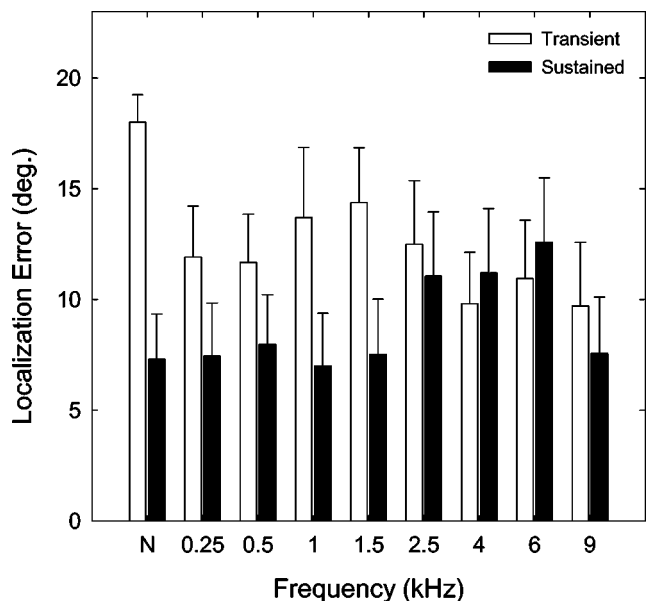 Transient
Sustained
20
15
10
5
0
Localization Error (deg.)
N 0.25 0.5 1 1.5 2.5 4 6 9
Frequency (kHz)